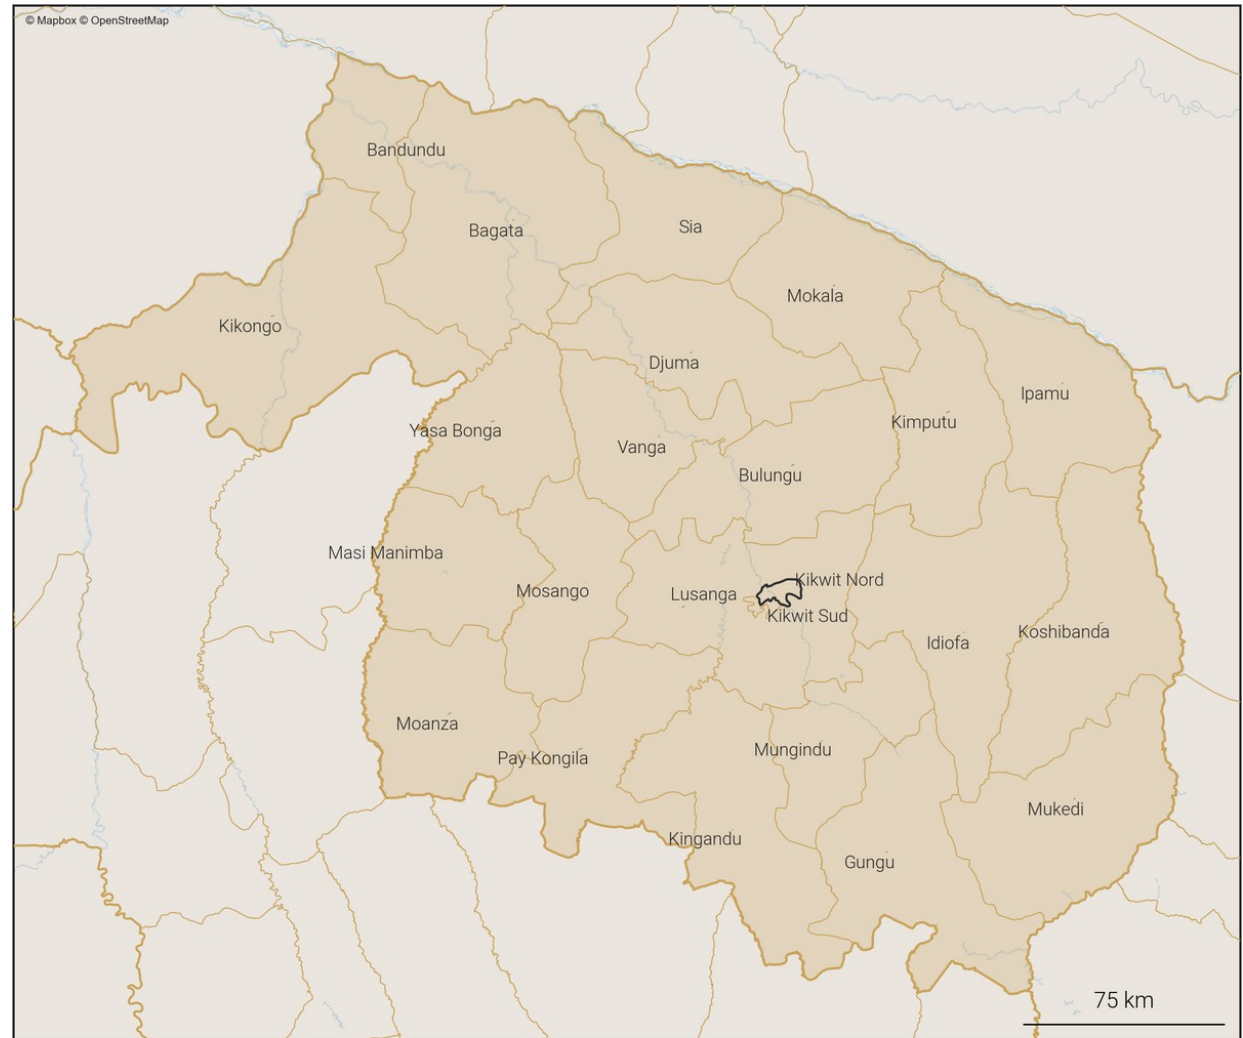 © Mapbox © OpenStreetMap
Bandundu
Bagata
Sia
Mokala
Kikongo
Djuma
Ipamu
Kimputu
Yasa Bonga
Vanga
Bulungu
Masi Manimba
Kikwit Nord
Mosango
Lusanga
Kikwit Sud
Koshibanda
Idiofa
Moanza
Mungindu
Pay Kongila
Mukedi
Kingandu
Gungu
75 km